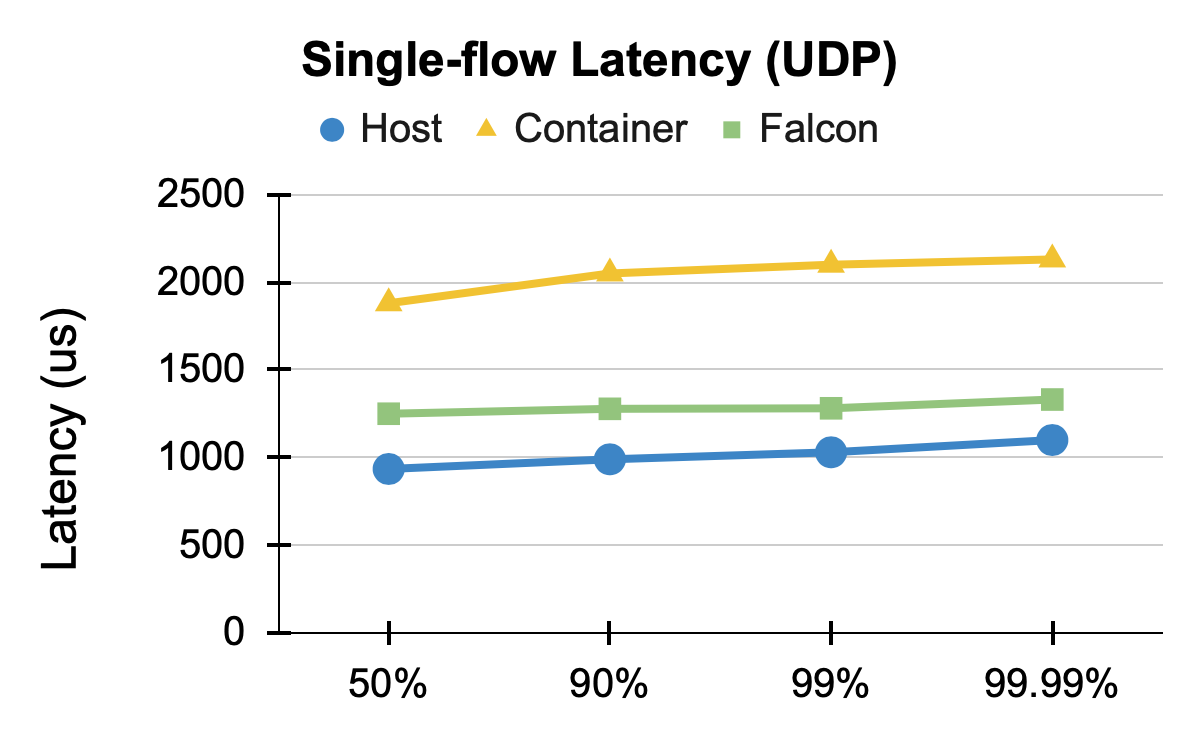 Single-flow Latency (UDP)
Host Container Falcon
2500
2000
1500
1000
500
0
Latency (us)
50% 90% 99% 99.99%